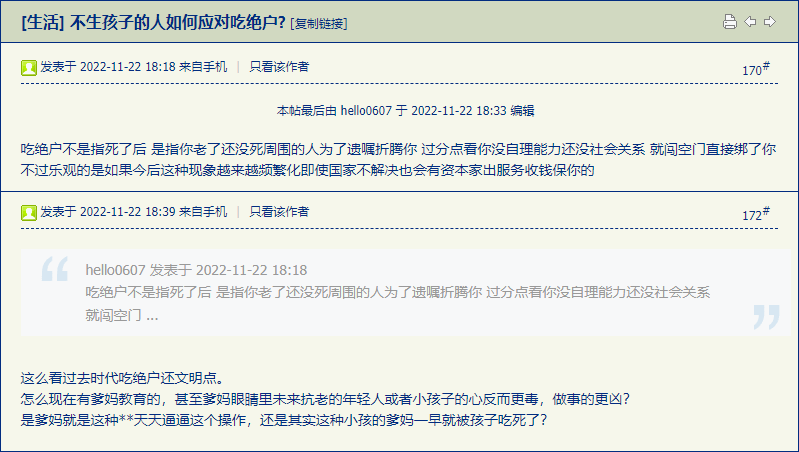 [生活] 不生孩子的人如何应对吃绝户? [复制链接]
发表于 2022-11-22 18:18 来自手机 | 只看该作者 170#
本帖最后由 hello0607 于 2022-11-22 18:33 编辑
吃绝户不是指死了后 是指你老了还没死周围的人为了遗嘱折腾你 过分点看你没自理能力还没社会关系 就闯空门直接绑了你
不过乐观的是如果今后这种现象越来越频繁化即使国家不解决也会有资本家出服务收钱保你的
发表于 2022-11-22 18:39 来自手机 | 只看该作者 172#
hello0607 发表于 2022-11-22 18:18
吃绝户不是指死了后 是指你老了还没死周围的人为了遗嘱折腾你 过分点看你没自理能力还没社会关系
就闯空门 ...
这么看过去时代吃绝户还文明点。
怎么现在有爹妈教育的，甚至爹妈眼睛里未来抗老的年轻人或者小孩子的心反而更毒，做事的更凶?
是爹妈就是这种**天天逼逼这个操作，还是其实这种小孩的爹妈一早就被孩子吃死了?